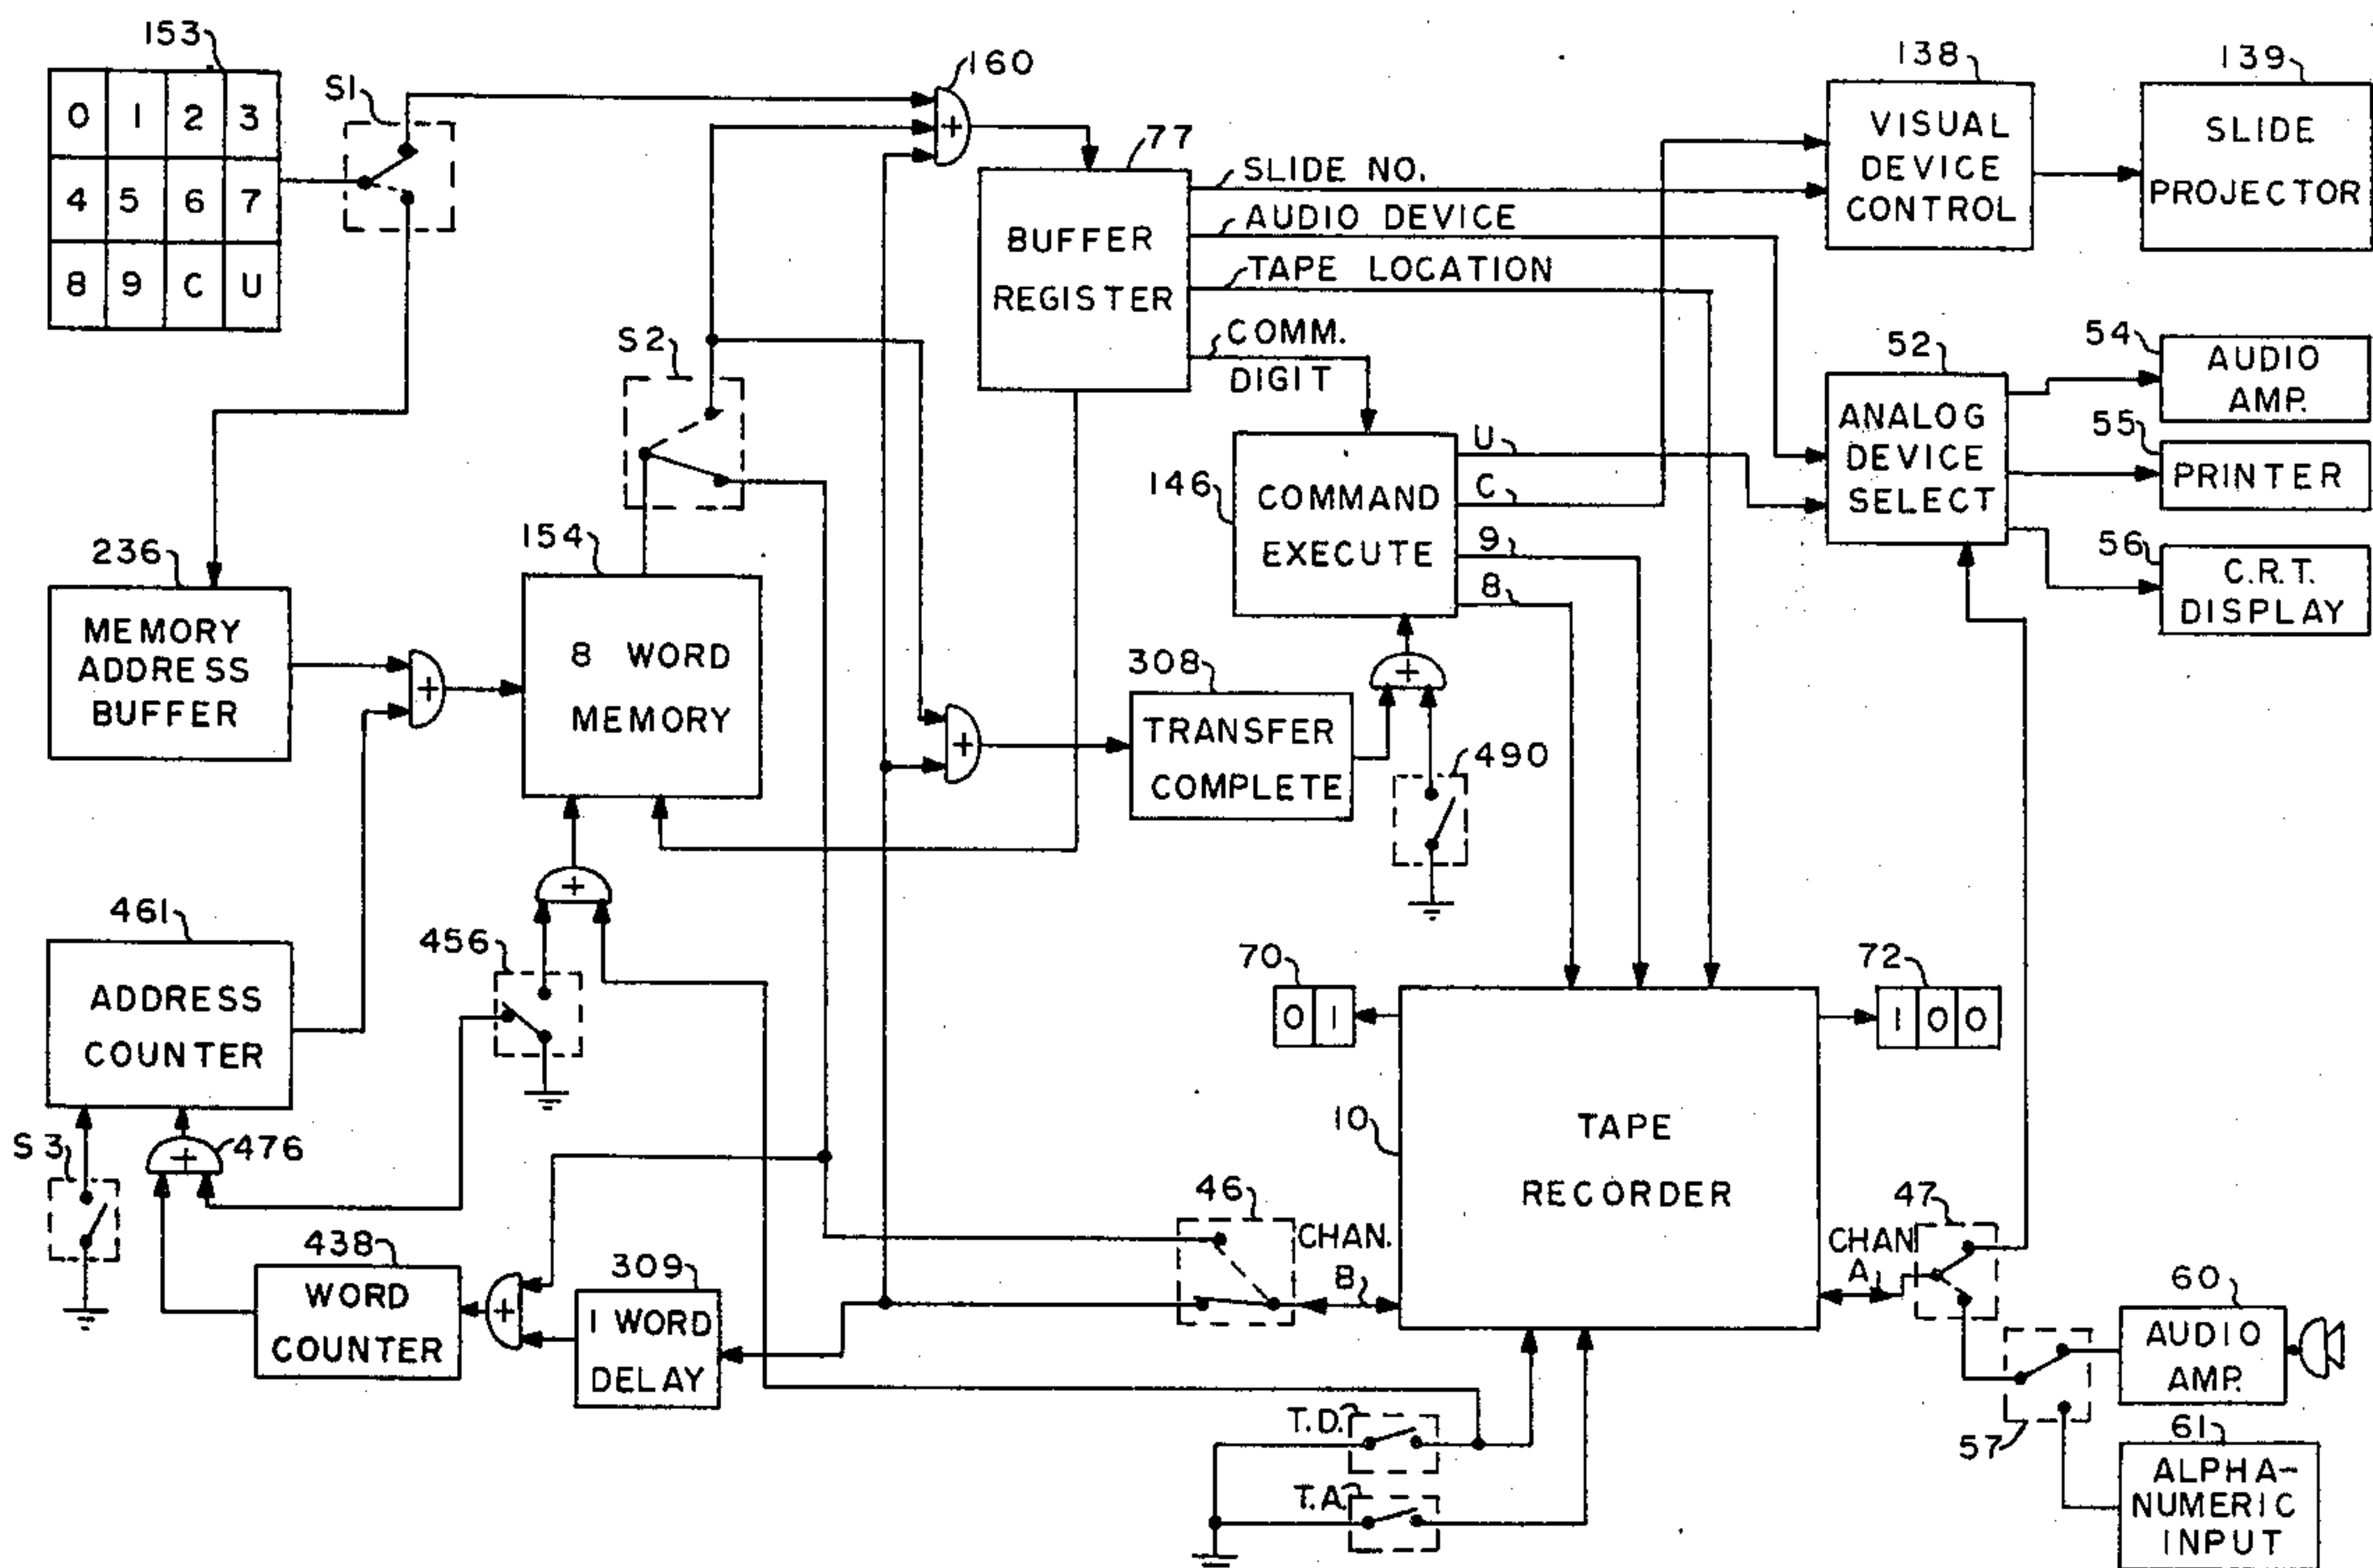 153
0 1 2 3
4 5 6 7
8 9 C U
S1
160
+
77
BUFFER
REGISTER
SLIDE NO.
AUDIO DEVICE
TAPE LOCATION
COMM.
DIGIT
138
VISUAL
DEVICE
CONTROL
139
SLIDE
PROJECTOR
52
ANALOG
DEVICE
SELECT
54
AUDIO
AMP.
55
PRINTER
56
C.R.T.
DISPLAY
S2
146
COMMAND
EXECUTE
U
C
9
8
236
MEMORY
ADDRESS
BUFFER
+
154
8 WORD
MEMORY
+
308
TRANSFER
COMPLETE
+
490
+
461
ADDRESS
COUNTER
456
S3
+
476
438
WORD
COUNTER
+
309
1 WORD
DELAY
70
0 1
72
1 0 0
10
TAPE
RECORDER
46
CHAN.
B
47
CHAN
A
57
60
AUDIO
AMP.
61
ALPHA-
NUMERIC
INPUT
T.D.
T.A.